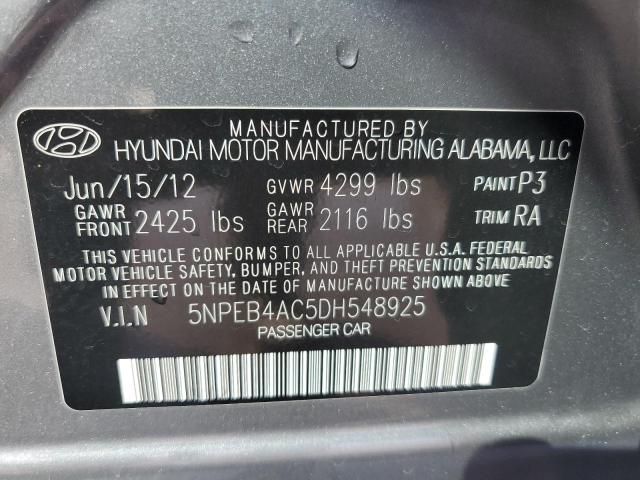 MANUFACTURED BY
HYUNDAI MOTOR MANUFACTURING ALABAMA, LLC
Jun/15/12 GVWR 4299 lbs PAINT P3
GAWR FRONT 2425 lbs GAWR REAR 2116 lbs TRIM RA
THIS VEHICLE CONFORMS TO ALL APPLICABLE U.S.A. FEDERAL
MOTOR VEHICLE SAFETY, BUMPER, AND THEFT PREVENTION STANDARDS
IN EFFECT ON THE DATE OF MANUFACTURE SHOWN ABOVE
V.I.N 5NPEB4AC5DH548925
PASSENGER CAR